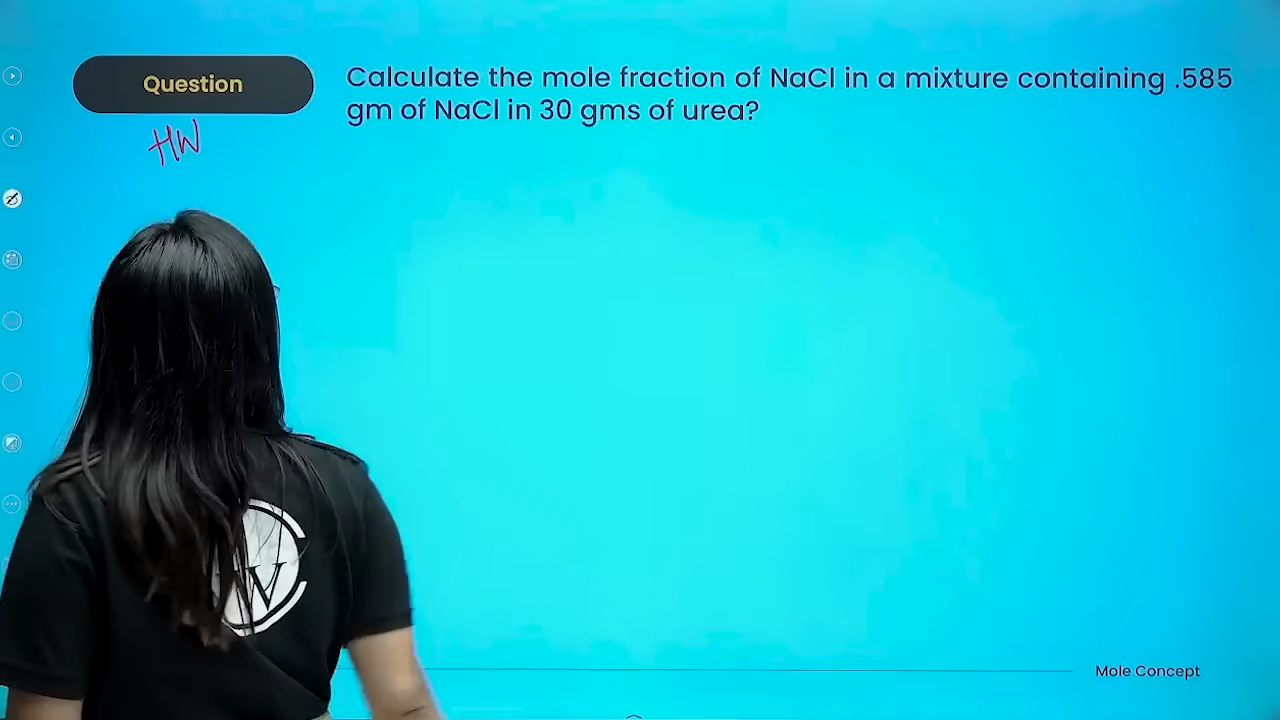 Question
Calculate the mole fraction of NaCl in a mixture containing .585
gm of NaCl in 30 gms of urea?
HW
W
Mole Concept